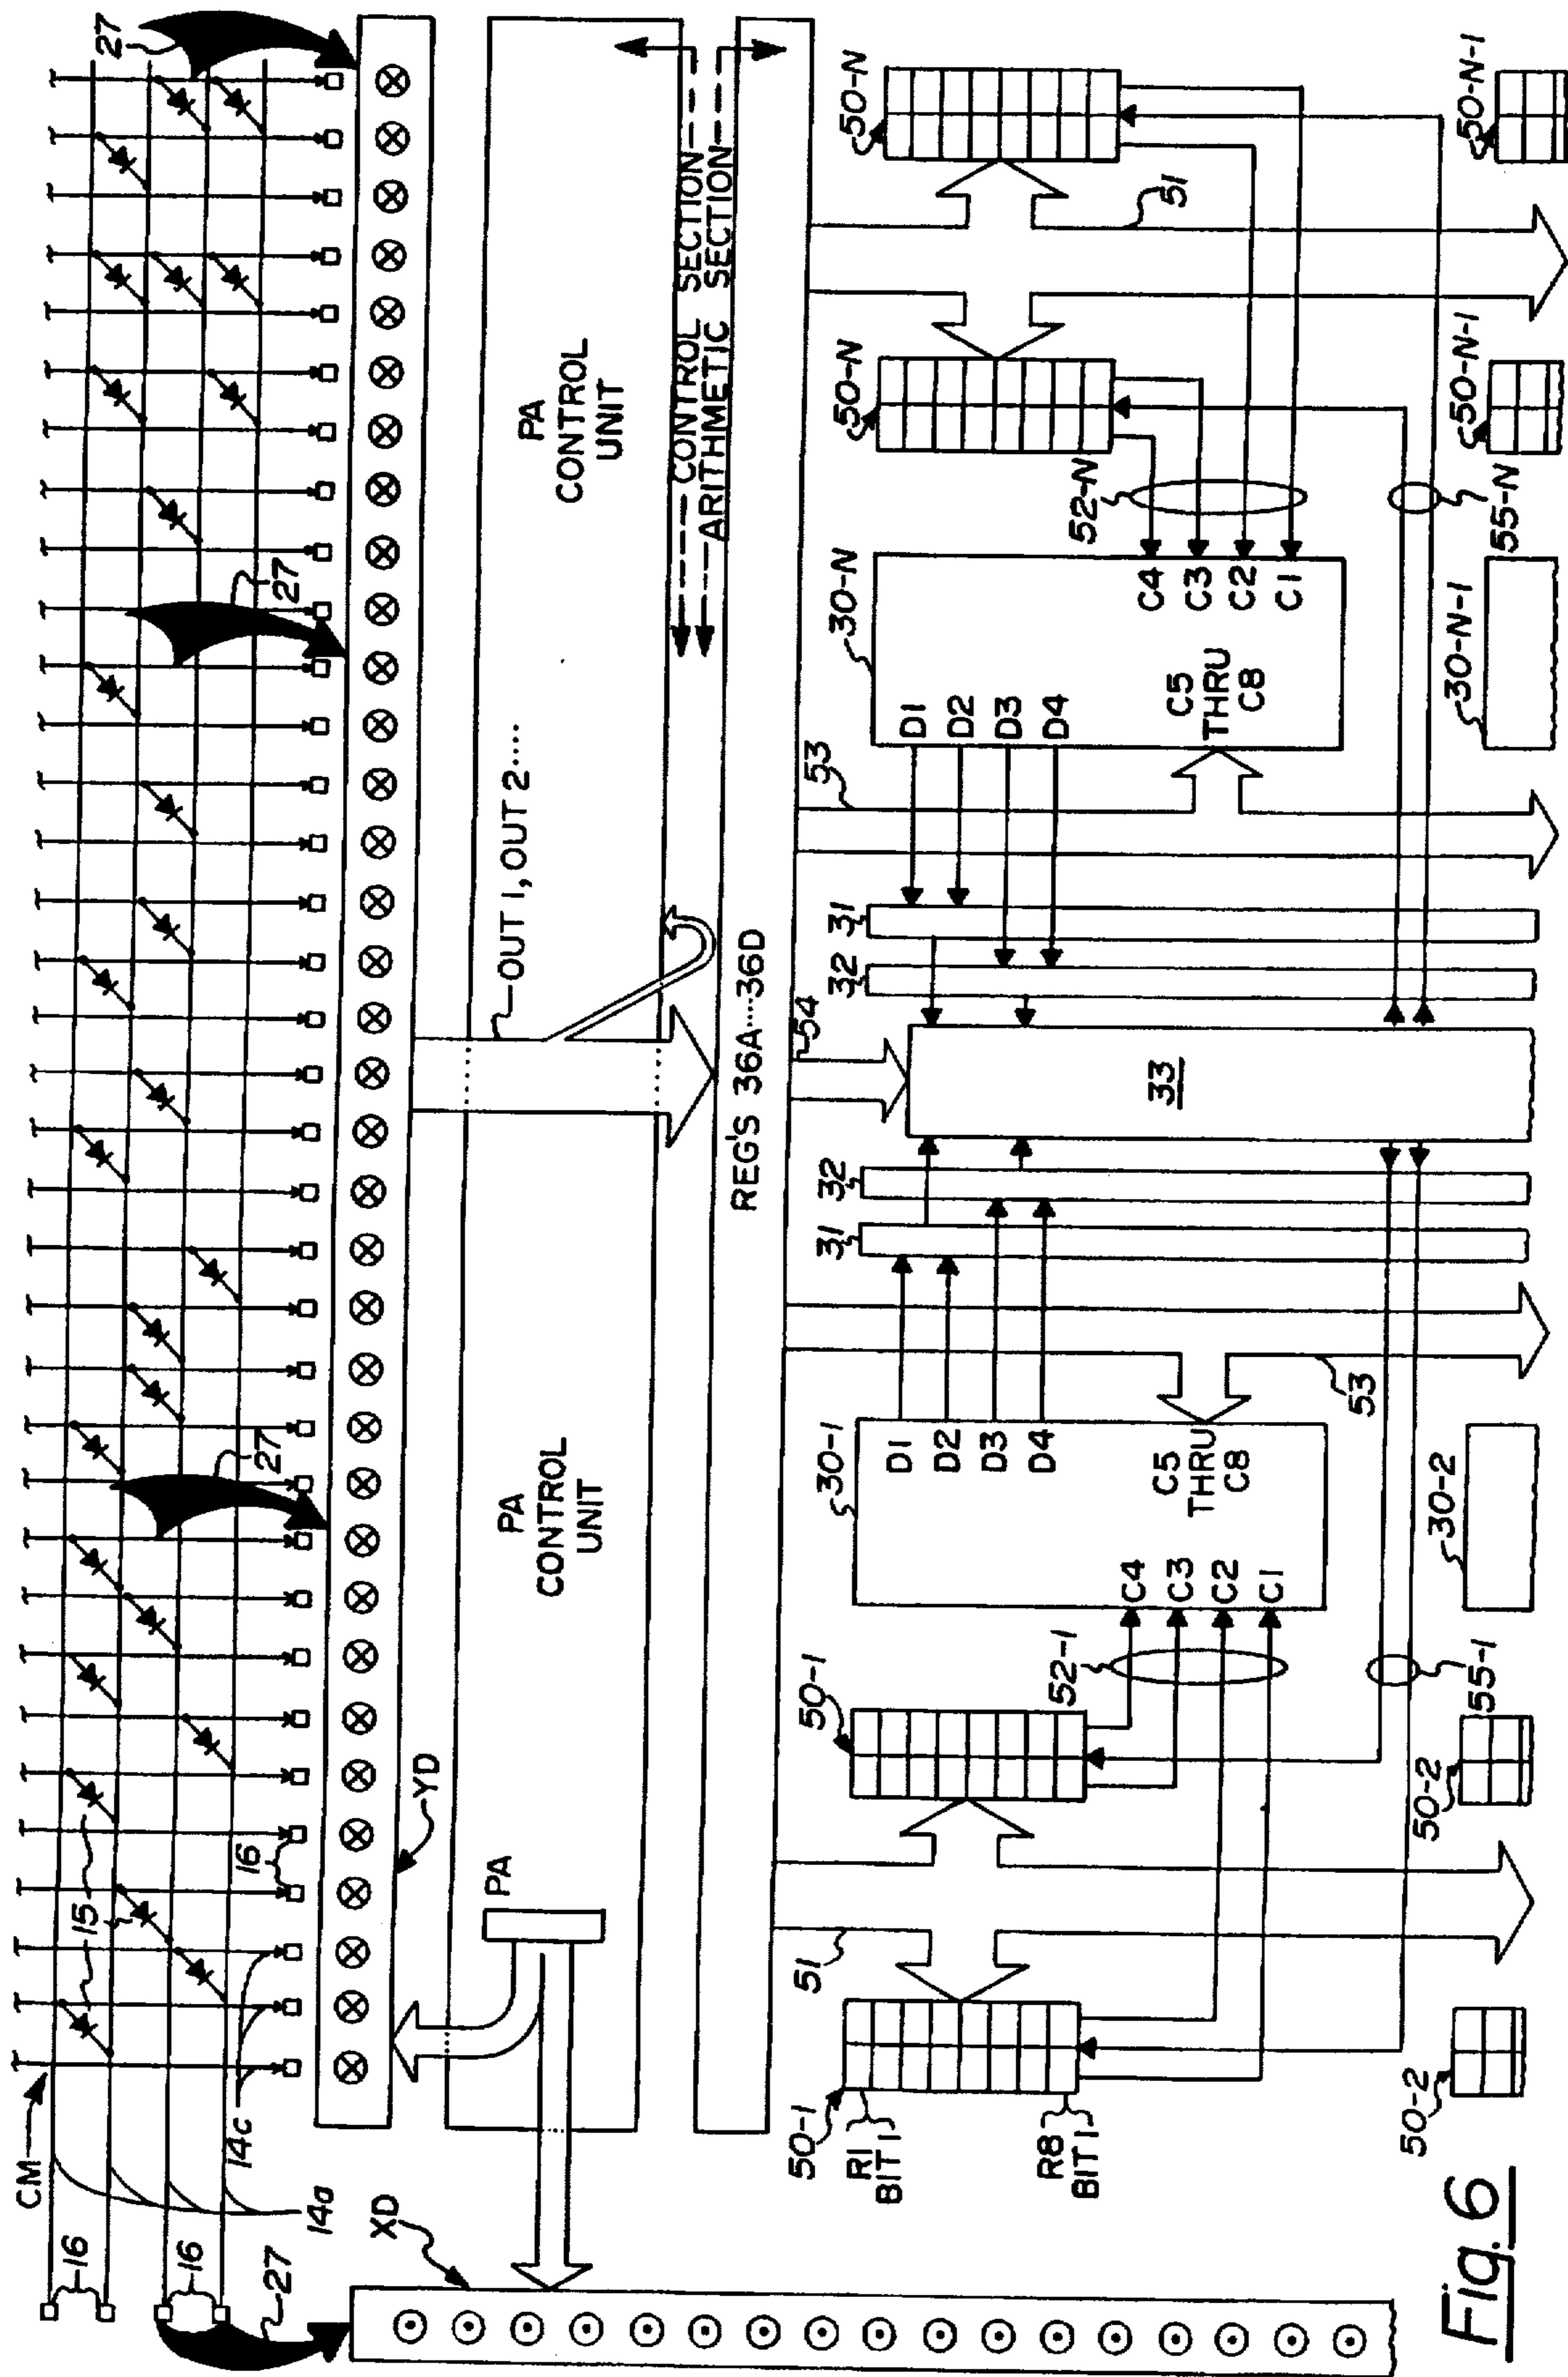 CM
16
16
27
14a
14c
15
16
27
27
27
XD
YD
PA
PA
CONTROL
UNIT
OUT 1, OUT 2....
PA
CONTROL
UNIT
CONTROL SECTION
ARITHMETIC SECTION
REG'S 36A....36D
54
50-1
R1
BIT 1
R8
BIT 1
51
50-1
52-1
30-1
C4
C3
C2
C1
C5
THRU
C8
D1
D2
D3
D4
53
31
32
33
32
31
53
30-N
D1
D2
D3
D4
C5
THRU
C8
C4
C3
C2
C1
52-N
50-N
51
50-N
50-2
50-2
55-1
30-2
30-N-1
55-N
50-N-1
50-N-1
Fig. 6